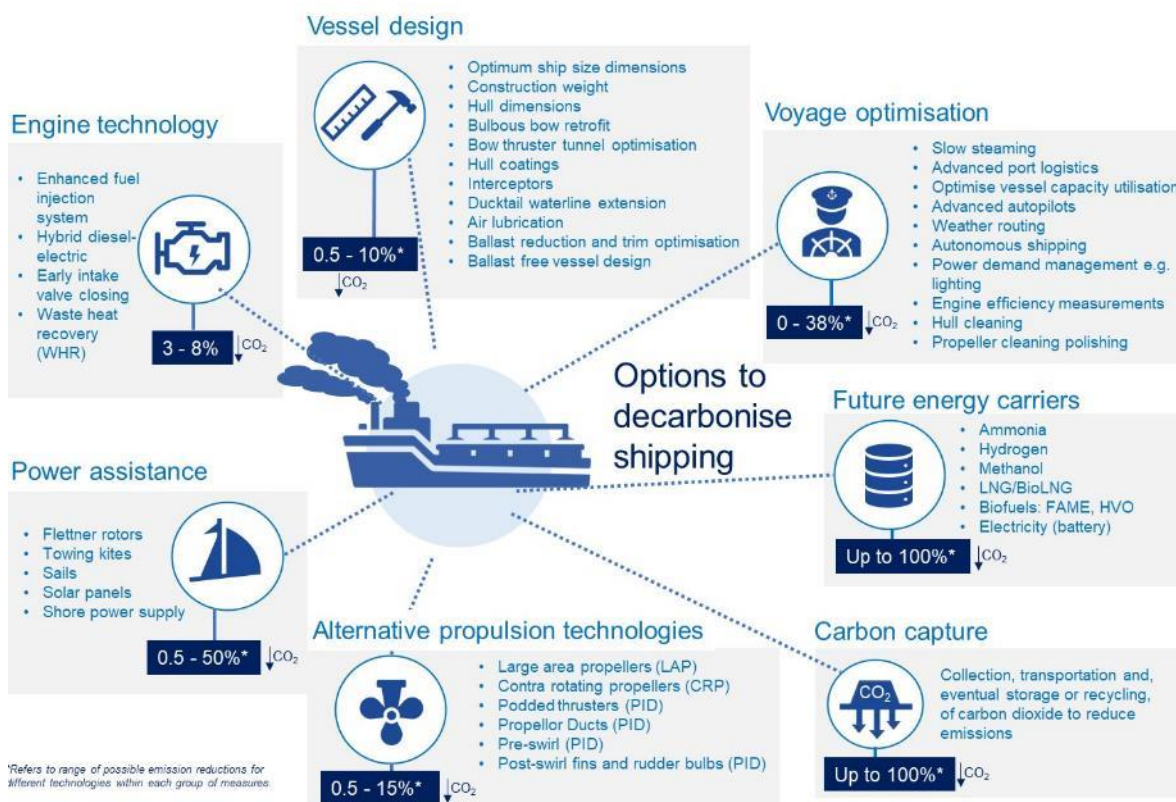 Vessel design
• Optimum ship size dimensions
• Construction weight
• Hull dimensions
• Bulbous bow retrofit
• Bow thruster tunnel optimisation
• Hull coatings
• Interceptors
• Ducktail waterline extension
• Air lubrication
• Ballast reduction and trim optimisation
• Ballast free vessel design
0.5 - 10%*
↓CO₂
Engine technology
• Enhanced fuel
injection
system
• Hybrid diesel-
electric
• Early intake
valve closing
• Waste heat
recovery
(WHR)
3 - 8%
↓CO₂
Voyage optimisation
• Slow steaming
• Advanced port logistics
• Optimise vessel capacity utilisation
• Advanced autopilots
• Weather routing
• Autonomous shipping
• Power demand management e.g.
lighting
• Engine efficiency measurements
• Hull cleaning
• Propeller cleaning polishing
0 - 38%*
↓CO₂
Options to
decarbonise
shipping
Future energy carriers
• Ammonia
• Hydrogen
• Methanol
• LNG/BioLNG
• Biofuels: FAME, HVO
• Electricity (battery)
Up to 100%*
↓CO₂
Power assistance
• Flettner rotors
• Towing kites
• Sails
• Solar panels
• Shore power supply
0.5 - 50%*
↓CO₂
Alternative propulsion technologies
• Large area propellers (LAP)
• Contra rotating propellers (CRP)
• Podded thrusters (PID)
• Propellor Ducts (PID)
• Pre-swirl (PID)
• Post-swirl fins and rudder bulbs (PID)
0.5 - 15%*
↓CO₂
Carbon capture
CO₂
Collection, transportation and,
eventual storage or recycling,
of carbon dioxide to reduce
emissions
Up to 100%*
↓CO₂
*Refers to range of possible emission reductions for
different technologies within each group of measures